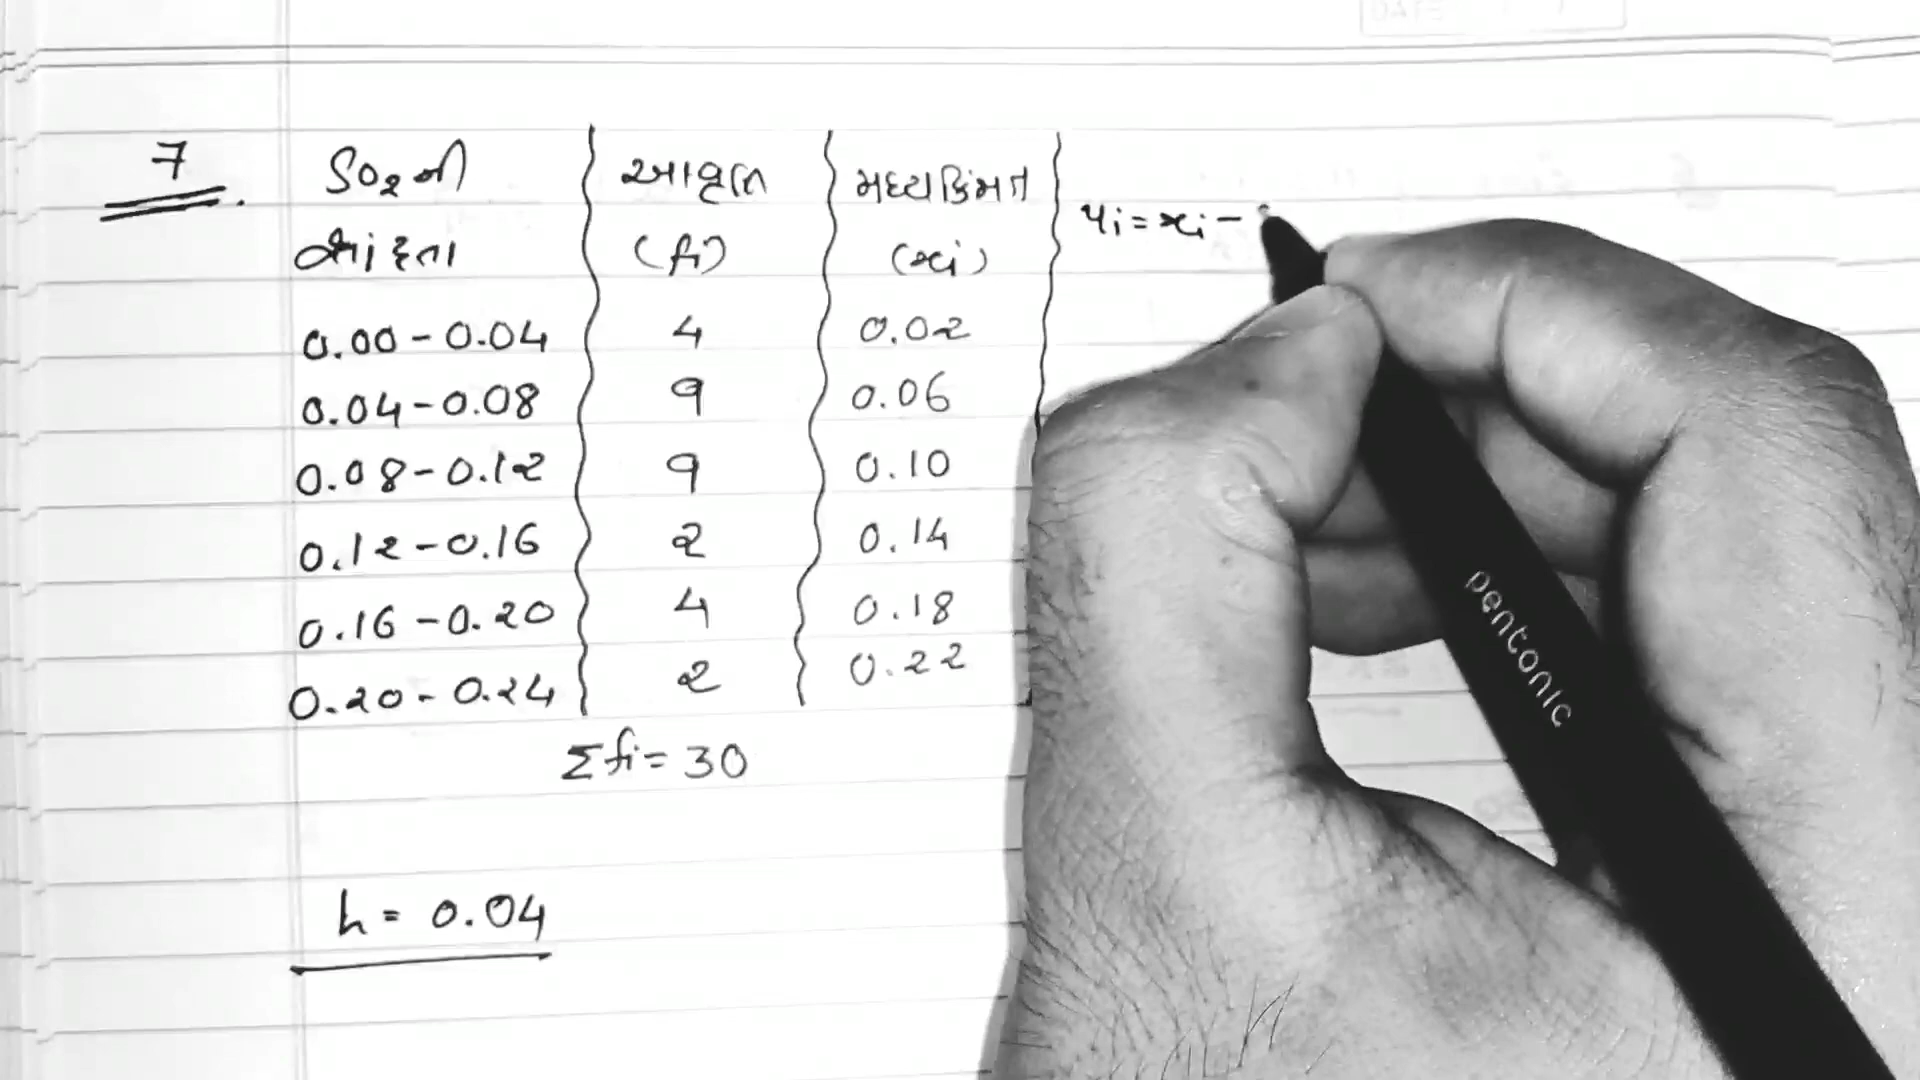 7.
SO₂ની સાંદ્રતા | આવૃત્તિ (fi) | મધ્યકિંમત (xi) | ui = xi -
0.00 - 0.04 | 4 | 0.02
0.04 - 0.08 | 9 | 0.06
0.08 - 0.12 | 9 | 0.10
0.12 - 0.16 | 2 | 0.14
0.16 - 0.20 | 4 | 0.18
0.20 - 0.24 | 2 | 0.22
Σfi = 30
h = 0.04
pentonic